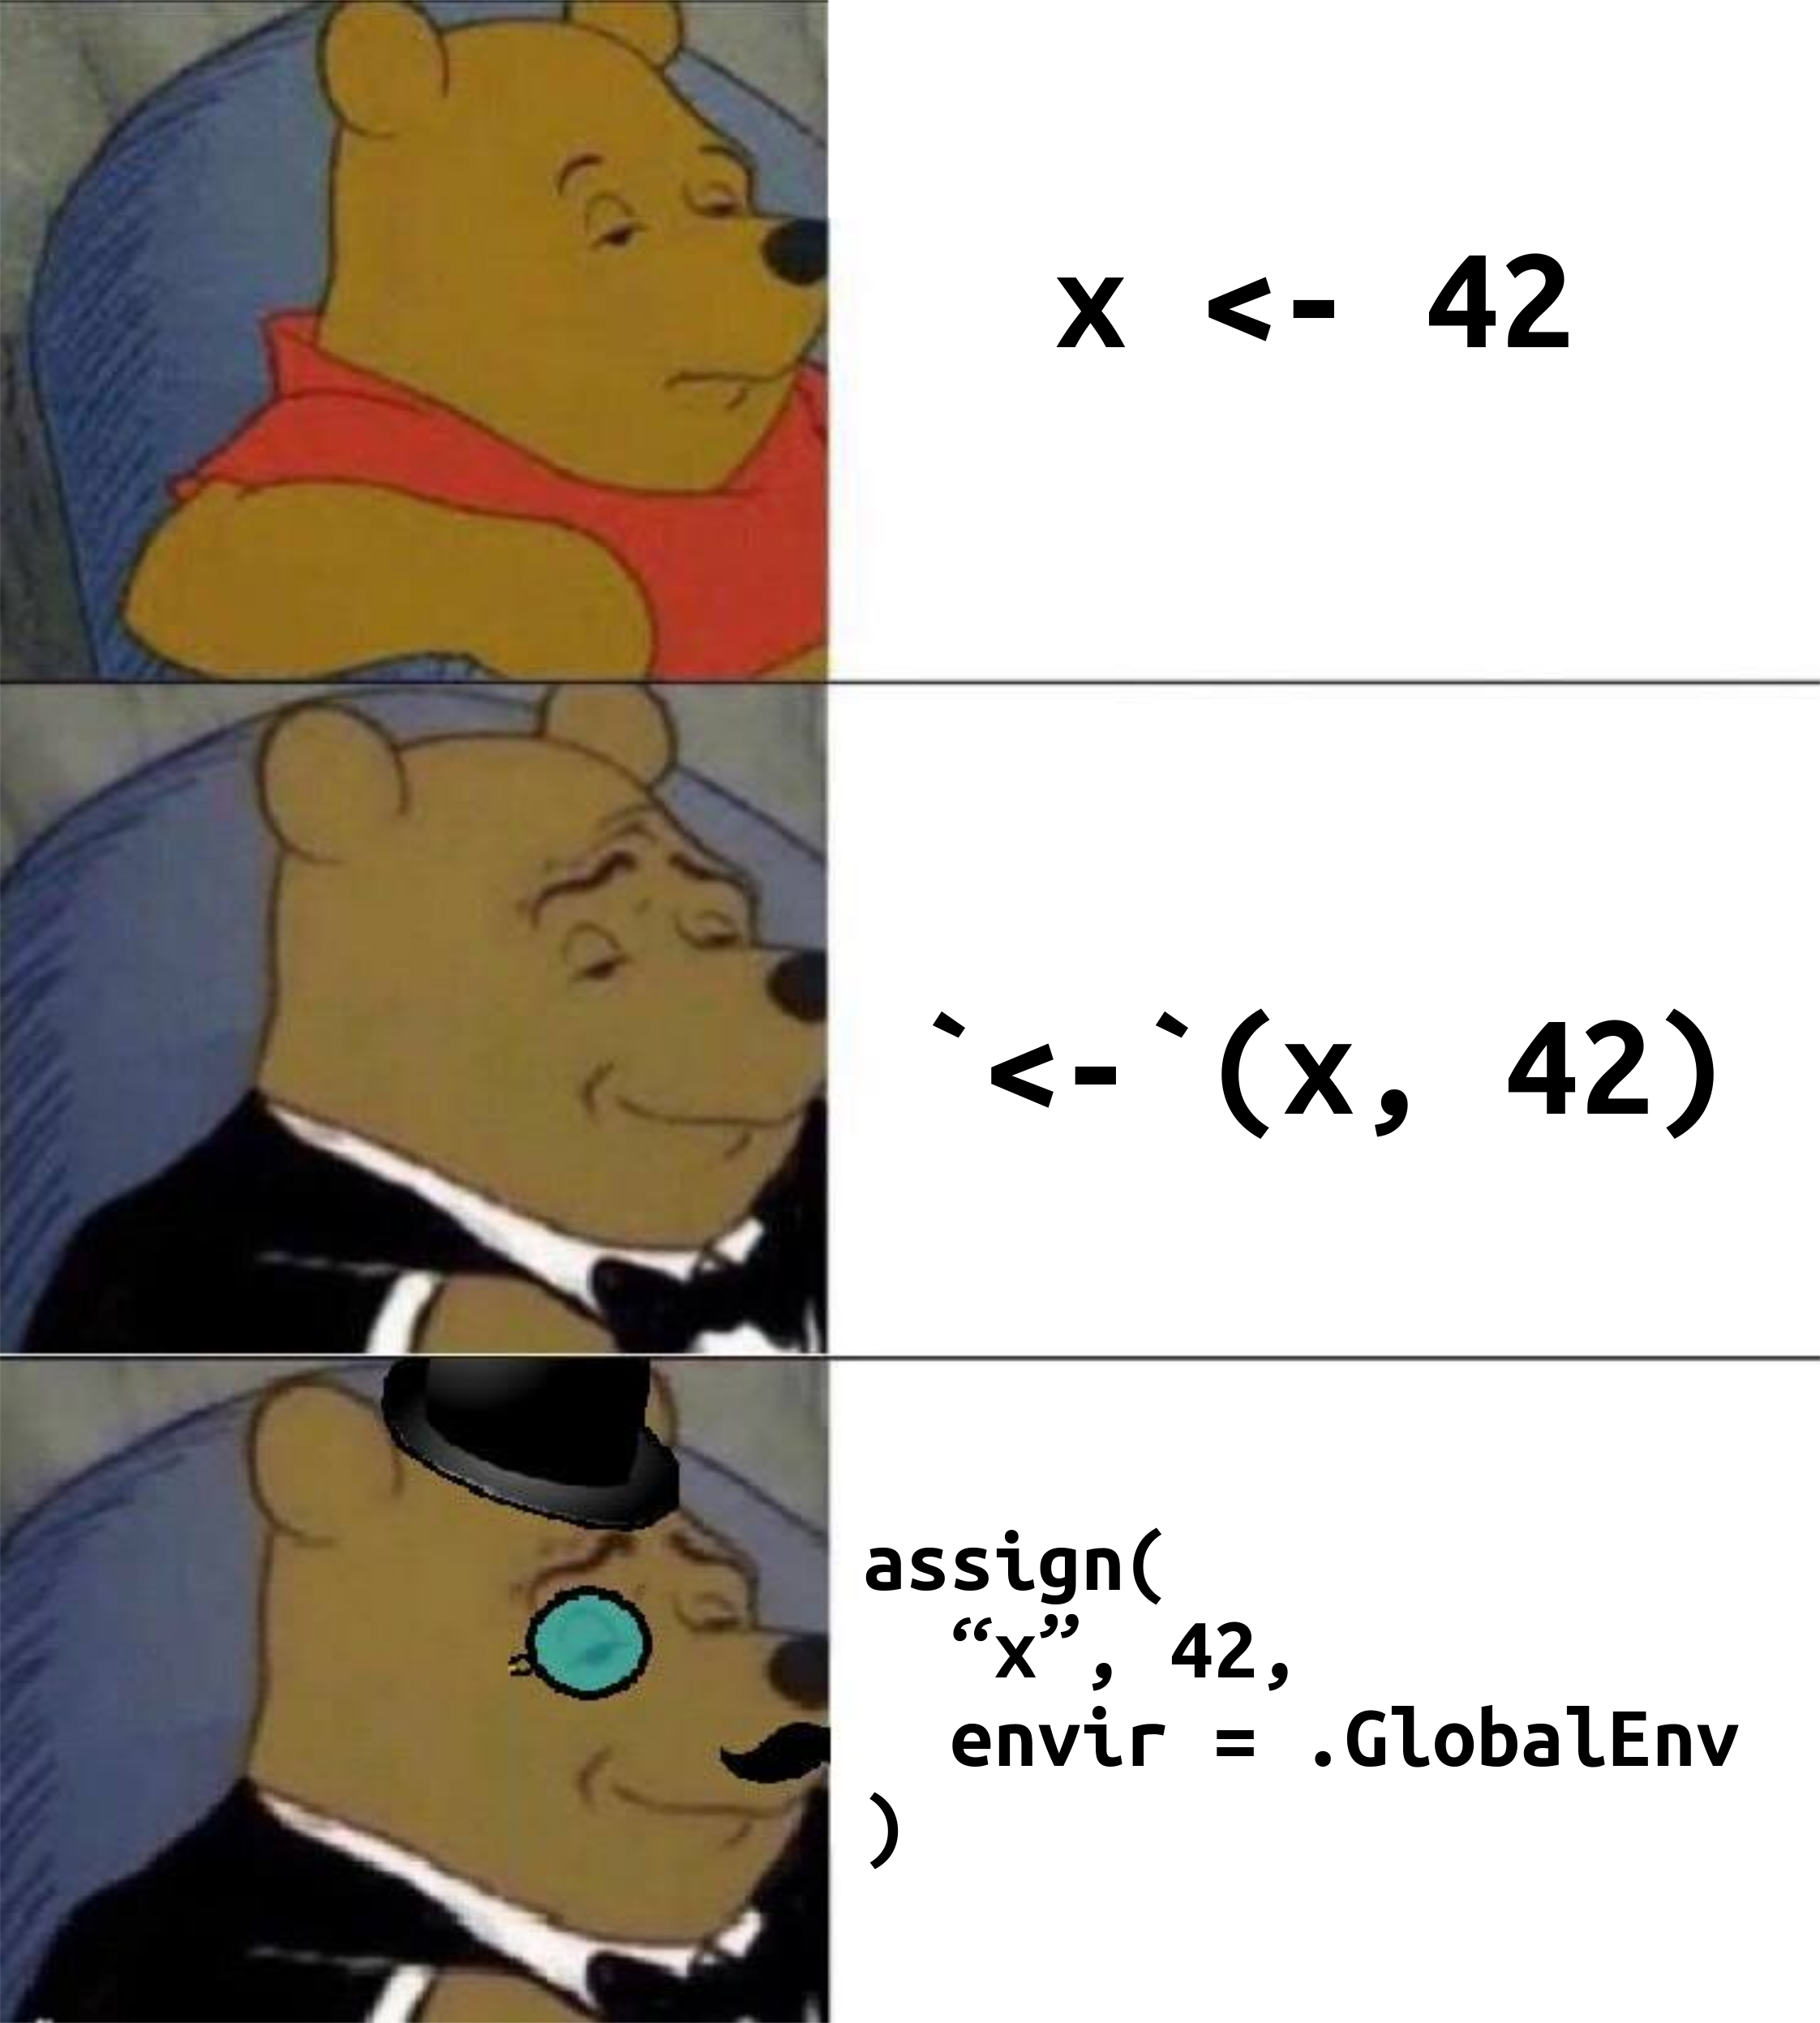 x <- 42
`<-`(x, 42)
assign(
  “x”, 42,
  envir = .GlobalEnv
)